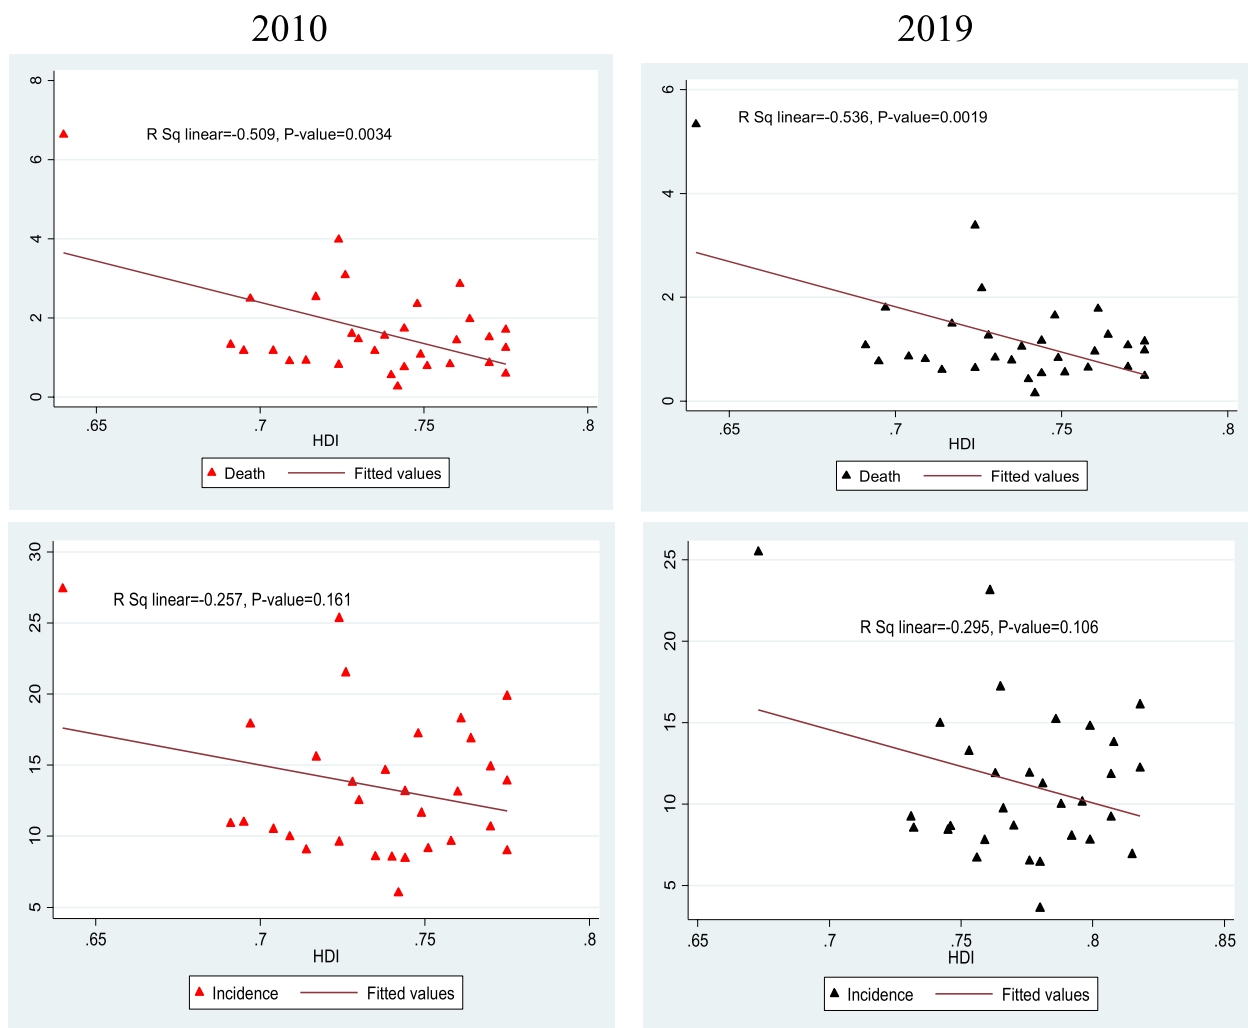 2010
2019
8
6
4
2
0
R Sq linear=-0.509, P-value=0.0034
.65
.7
.75
.8
HDI
Death
Fitted values
6
4
2
0
R Sq linear=-0.536, P-value=0.0019
.65
.7
.75
.8
HDI
Death
Fitted values
30
25
20
15
10
5
R Sq linear=-0.257, P-value=0.161
.65
.7
.75
.8
HDI
Incidence
Fitted values
25
20
15
10
5
R Sq linear=-0.295, P-value=0.106
.65
.7
.75
.8
.85
HDI
Incidence
Fitted values